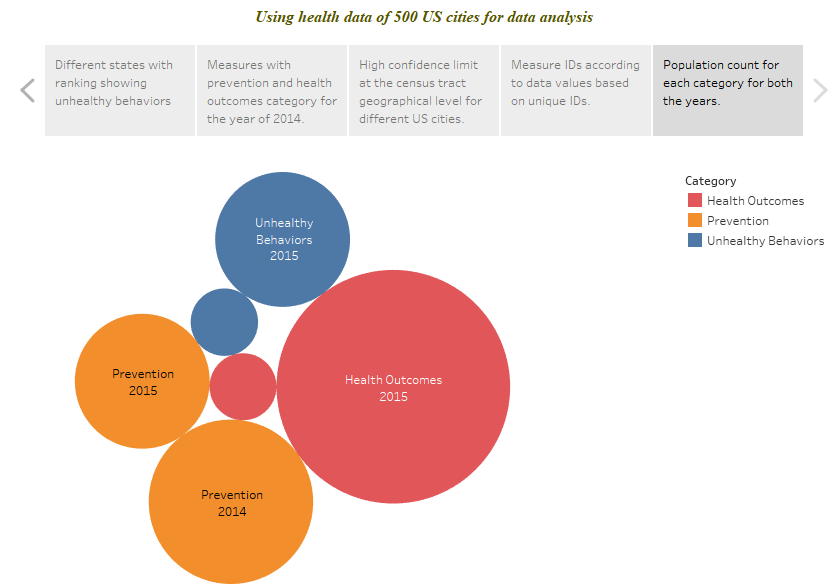 Using health data of 500 US cities for data analysis
Different states with
ranking showing
unhealthy behaviors
Measures with
prevention and health
outcomes category for
the year of 2014.
High confidence limit
at the census tract
geographical level for
different US cities.
Measure IDs according
to data values based
on unique IDs.
Population count for
each category for both
the years.
Category
Health Outcomes
Prevention
Unhealthy Behaviors
Unhealthy
Behaviors
2015
Prevention
2015
Health Outcomes
2015
Prevention
2014